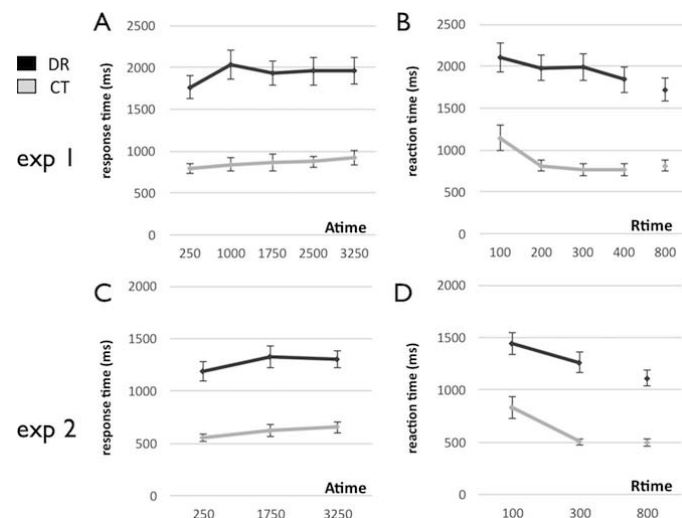 DR
CT
exp 1
exp 2
A
response time (ms)
2500
2000
1500
1000
500
0
250 1000 1750 2500 3250
Atime
B
reaction time (ms)
2500
2000
1500
1000
500
0
100 200 300 400 800
Rtime
C
response time (ms)
2000
1500
1000
500
0
250 1750 3250
Atime
D
reaction time (ms)
2000
1500
1000
500
0
100 300 800
Rtime